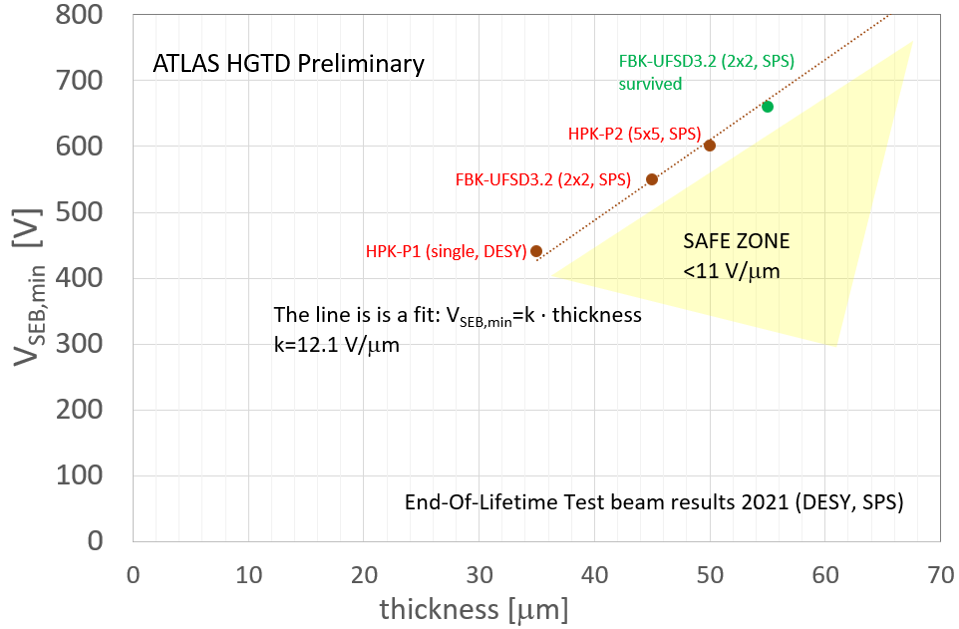 ATLAS HGTD Preliminary
FBK-UFSD3.2 (2x2, SPS)
survived
HPK-P2 (5x5, SPS)
FBK-UFSD3.2 (2x2, SPS)
HPK-P1 (single, DESY)
SAFE ZONE
<11 V/μm
The line is is a fit: VSEB,min=k · thickness
k=12.1 V/μm
End-Of-Lifetime Test beam results 2021 (DESY, SPS)
VSEB,min [V]
800
700
600
500
400
300
200
100
0
0 10 20 30 40 50 60 70
thickness [μm]